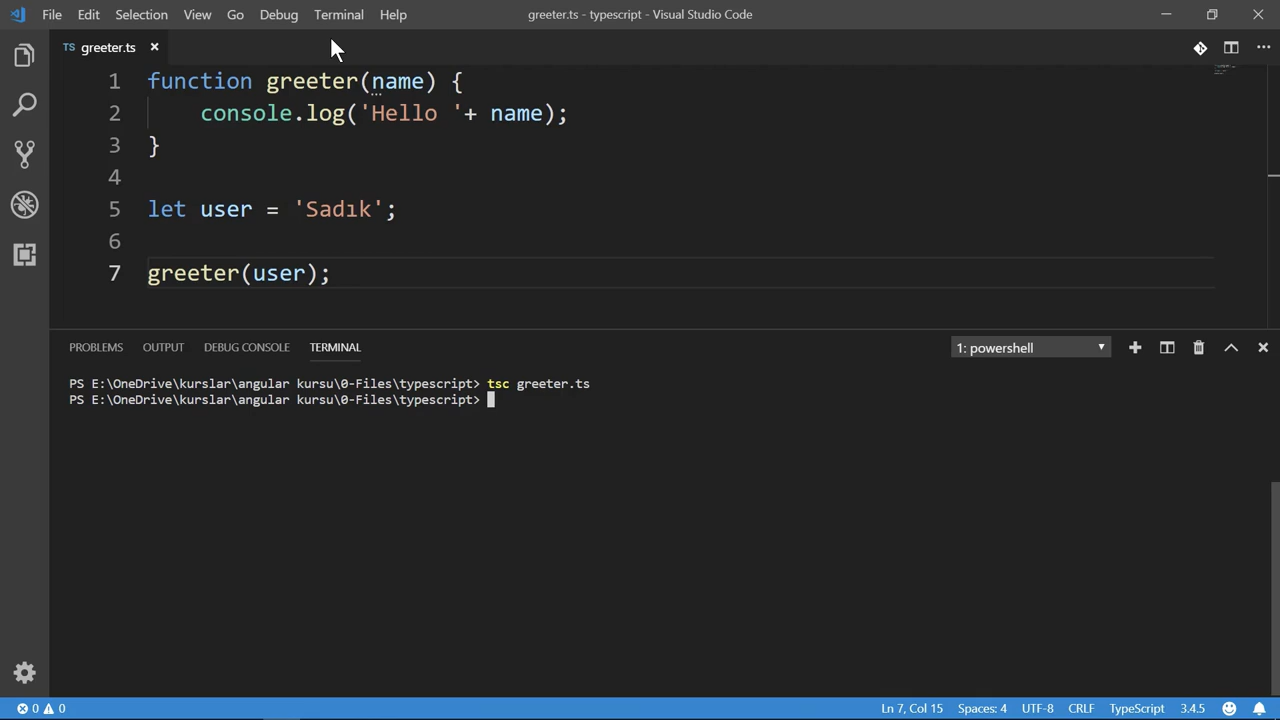 File Edit Selection View Go Debug Terminal Help greeter.ts - typescript - Visual Studio Code
TS greeter.ts
1 function greeter(name) {
2 console.log('Hello '+ name);
3 }
4
5 let user = 'Sadık';
6
7 greeter(user);
PROBLEMS OUTPUT DEBUG CONSOLE TERMINAL 1: powershell
PS E:\OneDrive\kurslar\angular kursu\0-Files\typescript> tsc greeter.ts
PS E:\OneDrive\kurslar\angular kursu\0-Files\typescript>
0 0 Ln 7, Col 15 Spaces: 4 UTF-8 CRLF TypeScript 3.4.5